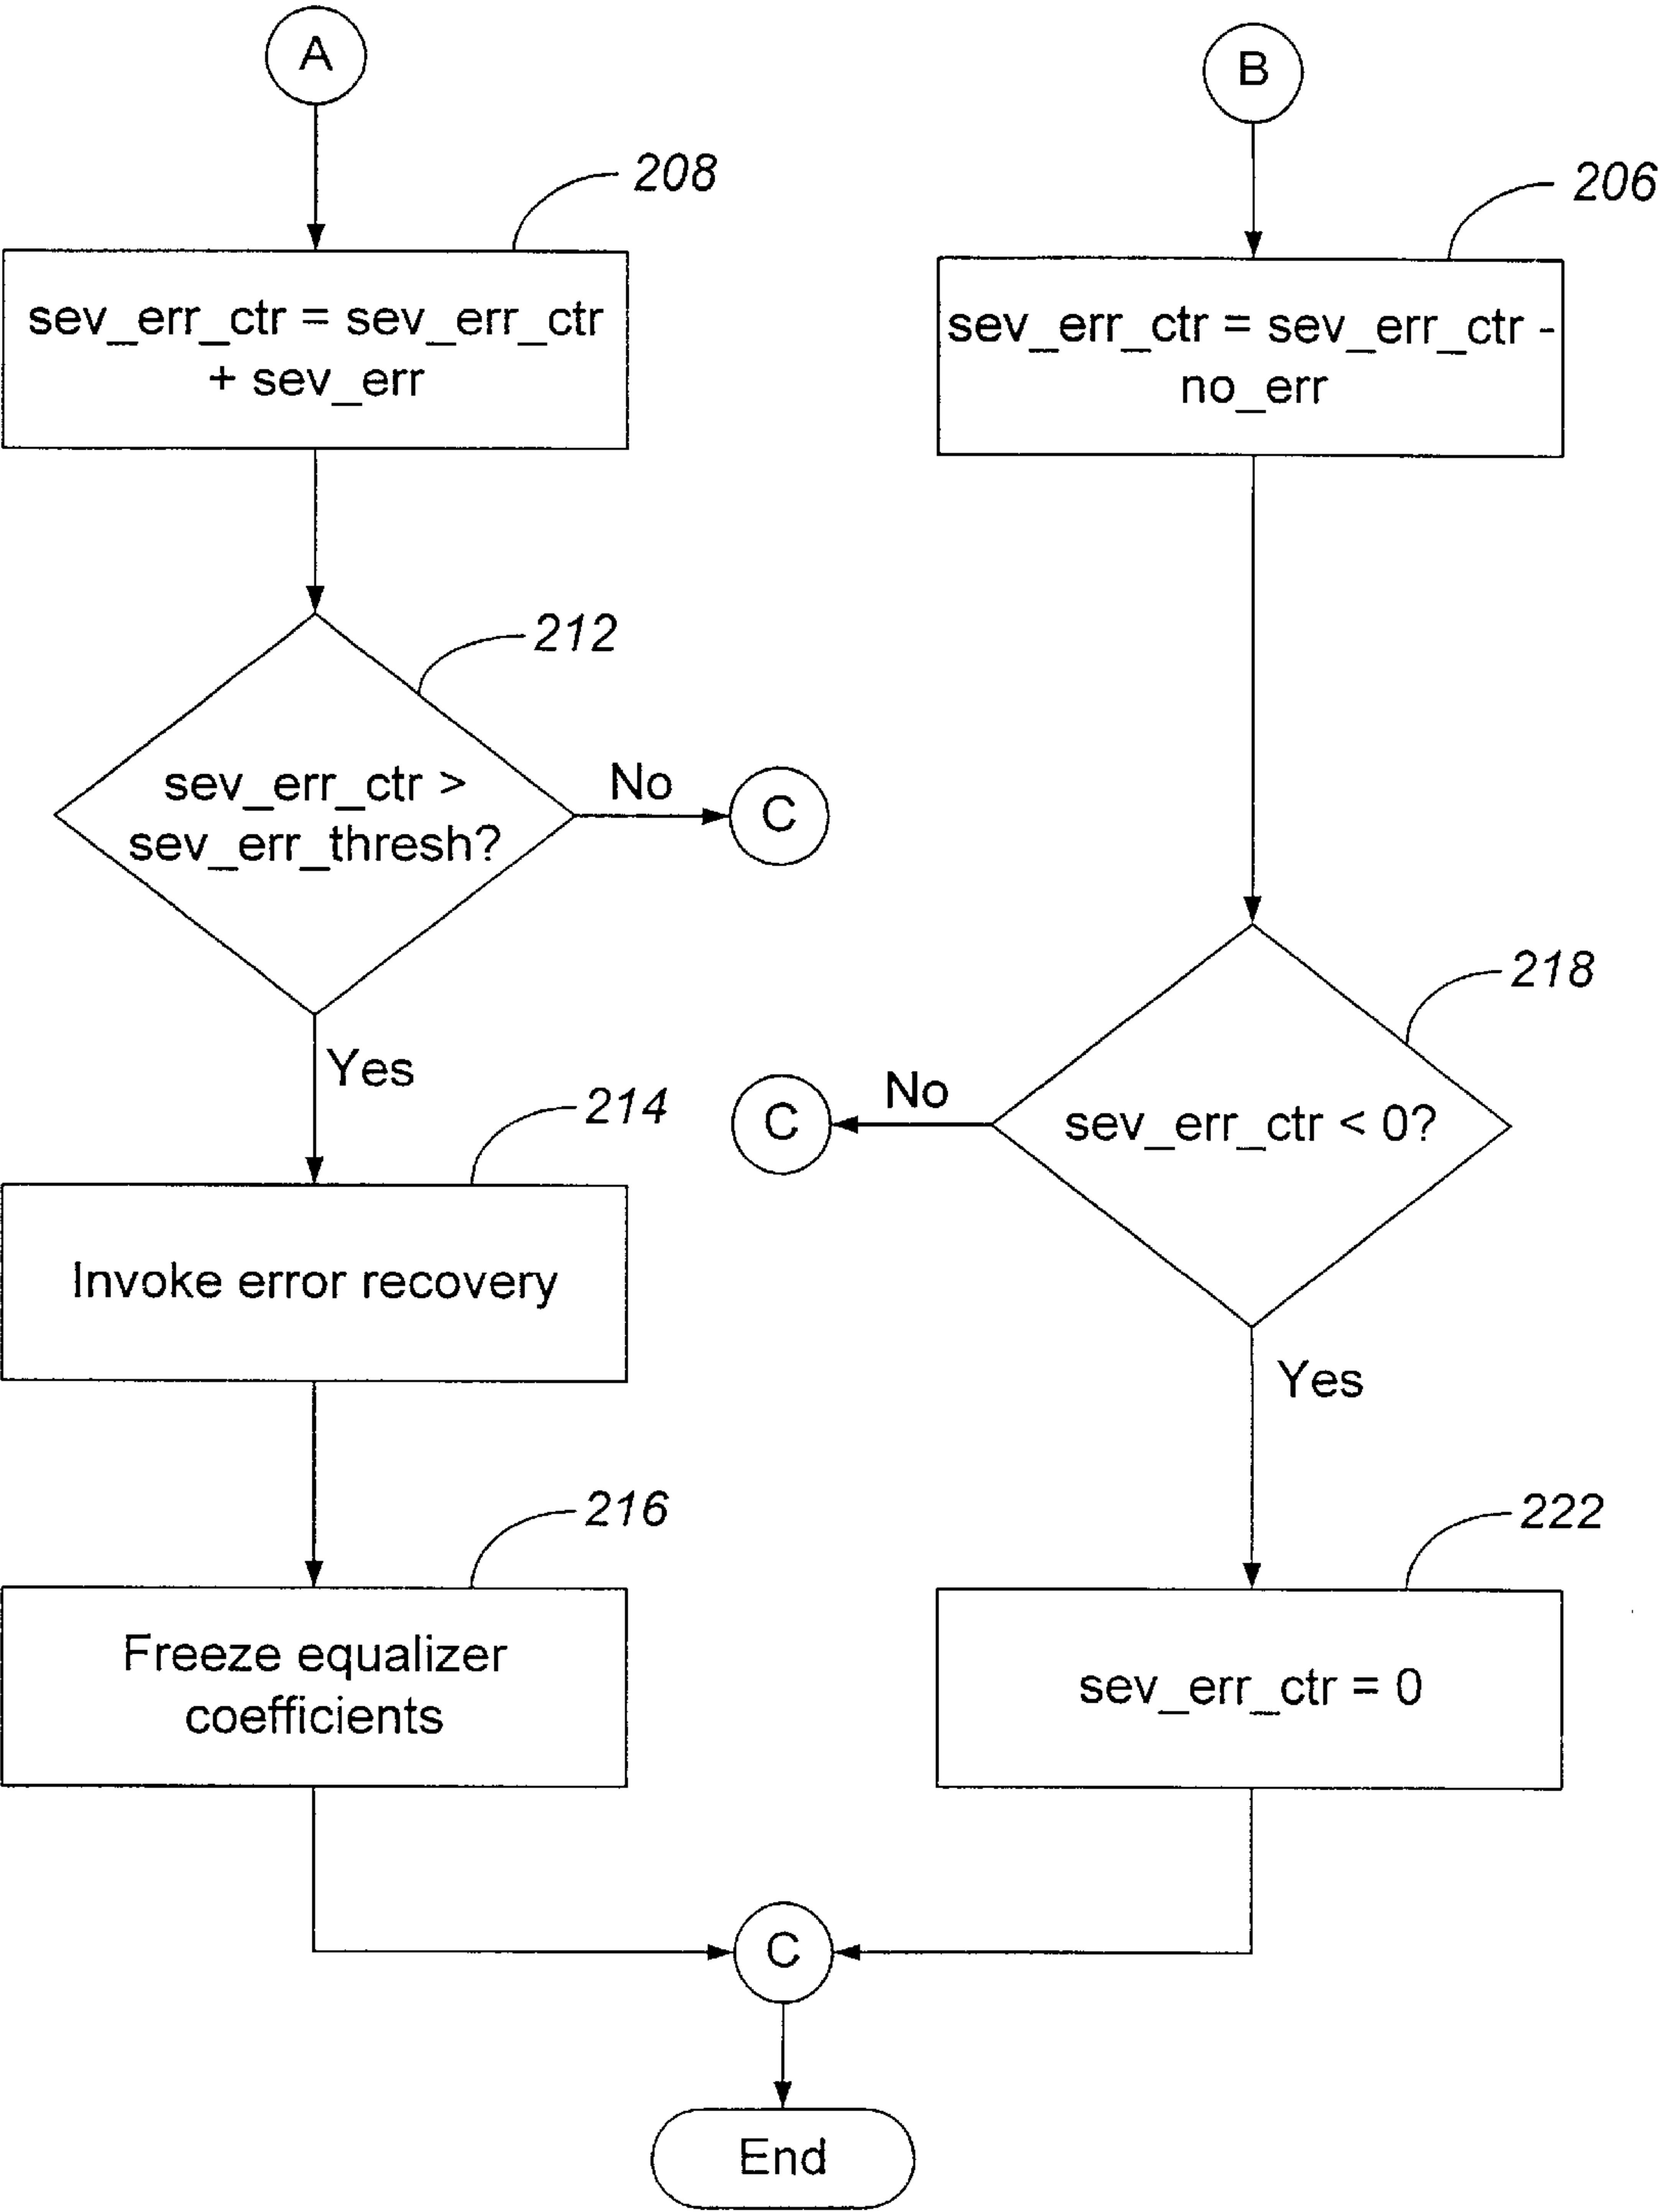 A
208
sev_err_ctr = sev_err_ctr
+ sev_err
212
sev_err_ctr >
sev_err_thresh?
No
C
Yes
214
Invoke error recovery
216
Freeze equalizer
coefficients
B
206
sev_err_ctr = sev_err_ctr -
no_err
218
sev_err_ctr < 0?
No
C
Yes
222
sev_err_ctr = 0
C
End